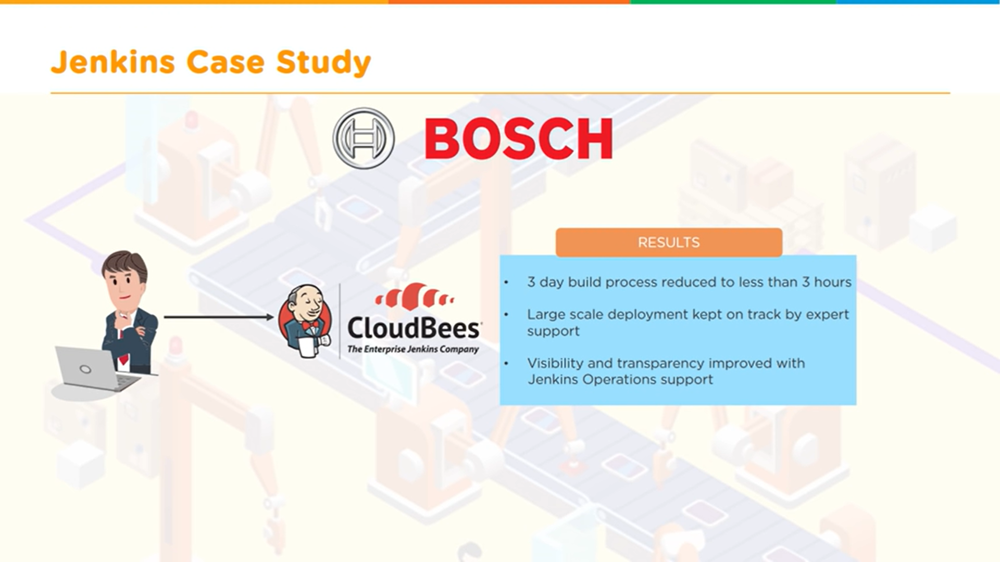 Jenkins Case Study
BOSCH
RESULTS
• 3 day build process reduced to less than 3 hours
• Large scale deployment kept on track by expert
support
• Visibility and transparency improved with
Jenkins Operations support
CloudBees
The Enterprise Jenkins Company